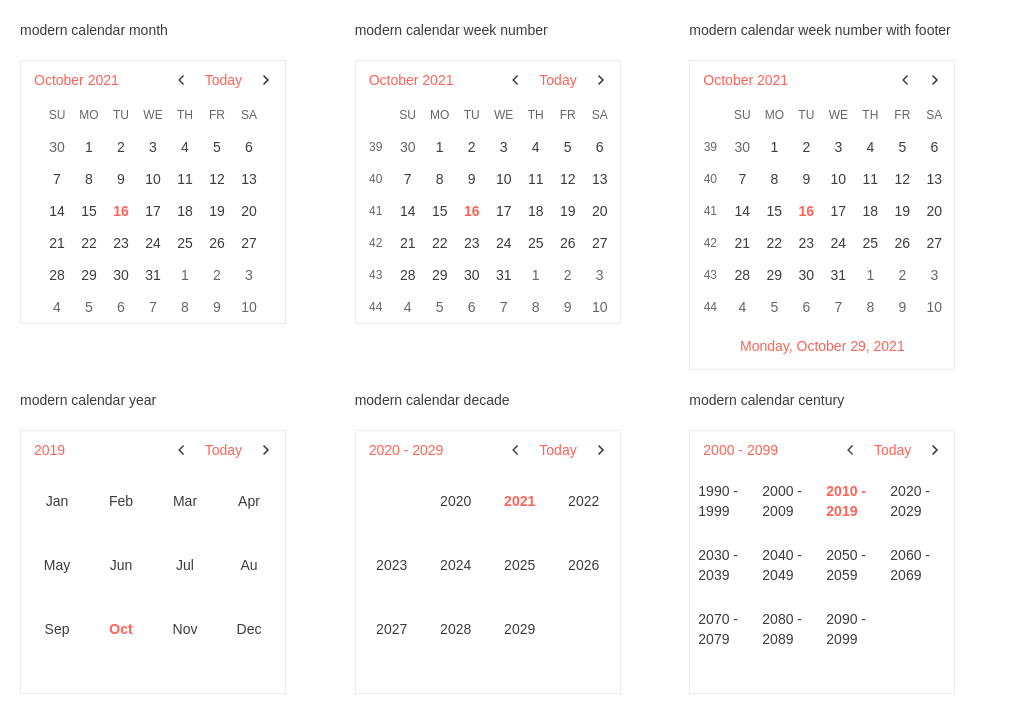 modern calendar month
October 2021 Today
SU MO TU WE TH FR SA
30 1 2 3 4 5 6
7 8 9 10 11 12 13
14 15 16 17 18 19 20
21 22 23 24 25 26 27
28 29 30 31 1 2 3
4 5 6 7 8 9 10
modern calendar week number
October 2021 Today
SU MO TU WE TH FR SA
39 30 1 2 3 4 5 6
40 7 8 9 10 11 12 13
41 14 15 16 17 18 19 20
42 21 22 23 24 25 26 27
43 28 29 30 31 1 2 3
44 4 5 6 7 8 9 10
modern calendar week number with footer
October 2021
SU MO TU WE TH FR SA
39 30 1 2 3 4 5 6
40 7 8 9 10 11 12 13
41 14 15 16 17 18 19 20
42 21 22 23 24 25 26 27
43 28 29 30 31 1 2 3
44 4 5 6 7 8 9 10
Monday, October 29, 2021
modern calendar year
2019 Today
Jan Feb Mar Apr
May Jun Jul Au
Sep Oct Nov Dec
modern calendar decade
2020 - 2029 Today
2020 2021 2022
2023 2024 2025 2026
2027 2028 2029
modern calendar century
2000 - 2099 Today
1990 - 2000 - 2010 - 2020 -
1999 2009 2019 2029
2030 - 2040 - 2050 - 2060 -
2039 2049 2059 2069
2070 - 2080 - 2090 -
2079 2089 2099